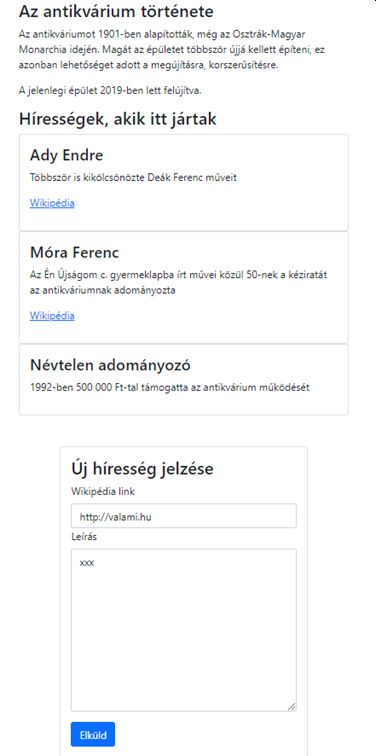 Az antikvárium története
Az antikváriumot 1901-ben alapították, még az Osztrák-Magyar
Monarchia idején. Magát az épületet többször újjá kellett építeni, ez
azonban lehetőséget adott a megújításra, korszerűsítésre.
A jelenlegi épület 2019-ben lett felújítva.
Hírességek, akik itt jártak
Ady Endre
Többször is kikölcsönözte Deák Ferenc műveit
Wikipédia
Móra Ferenc
Az Én Újságom c. gyermeklapba írt művei közül 50-nek a kéziratát
az antikváriumnak adományozta
Wikipédia
Névtelen adományozó
1992-ben 500 000 Ft-tal támogatta az antikvárium működését
Új híresség jelzése
Wikipédia link
http://valami.hu
Leírás
xxx
Elküld